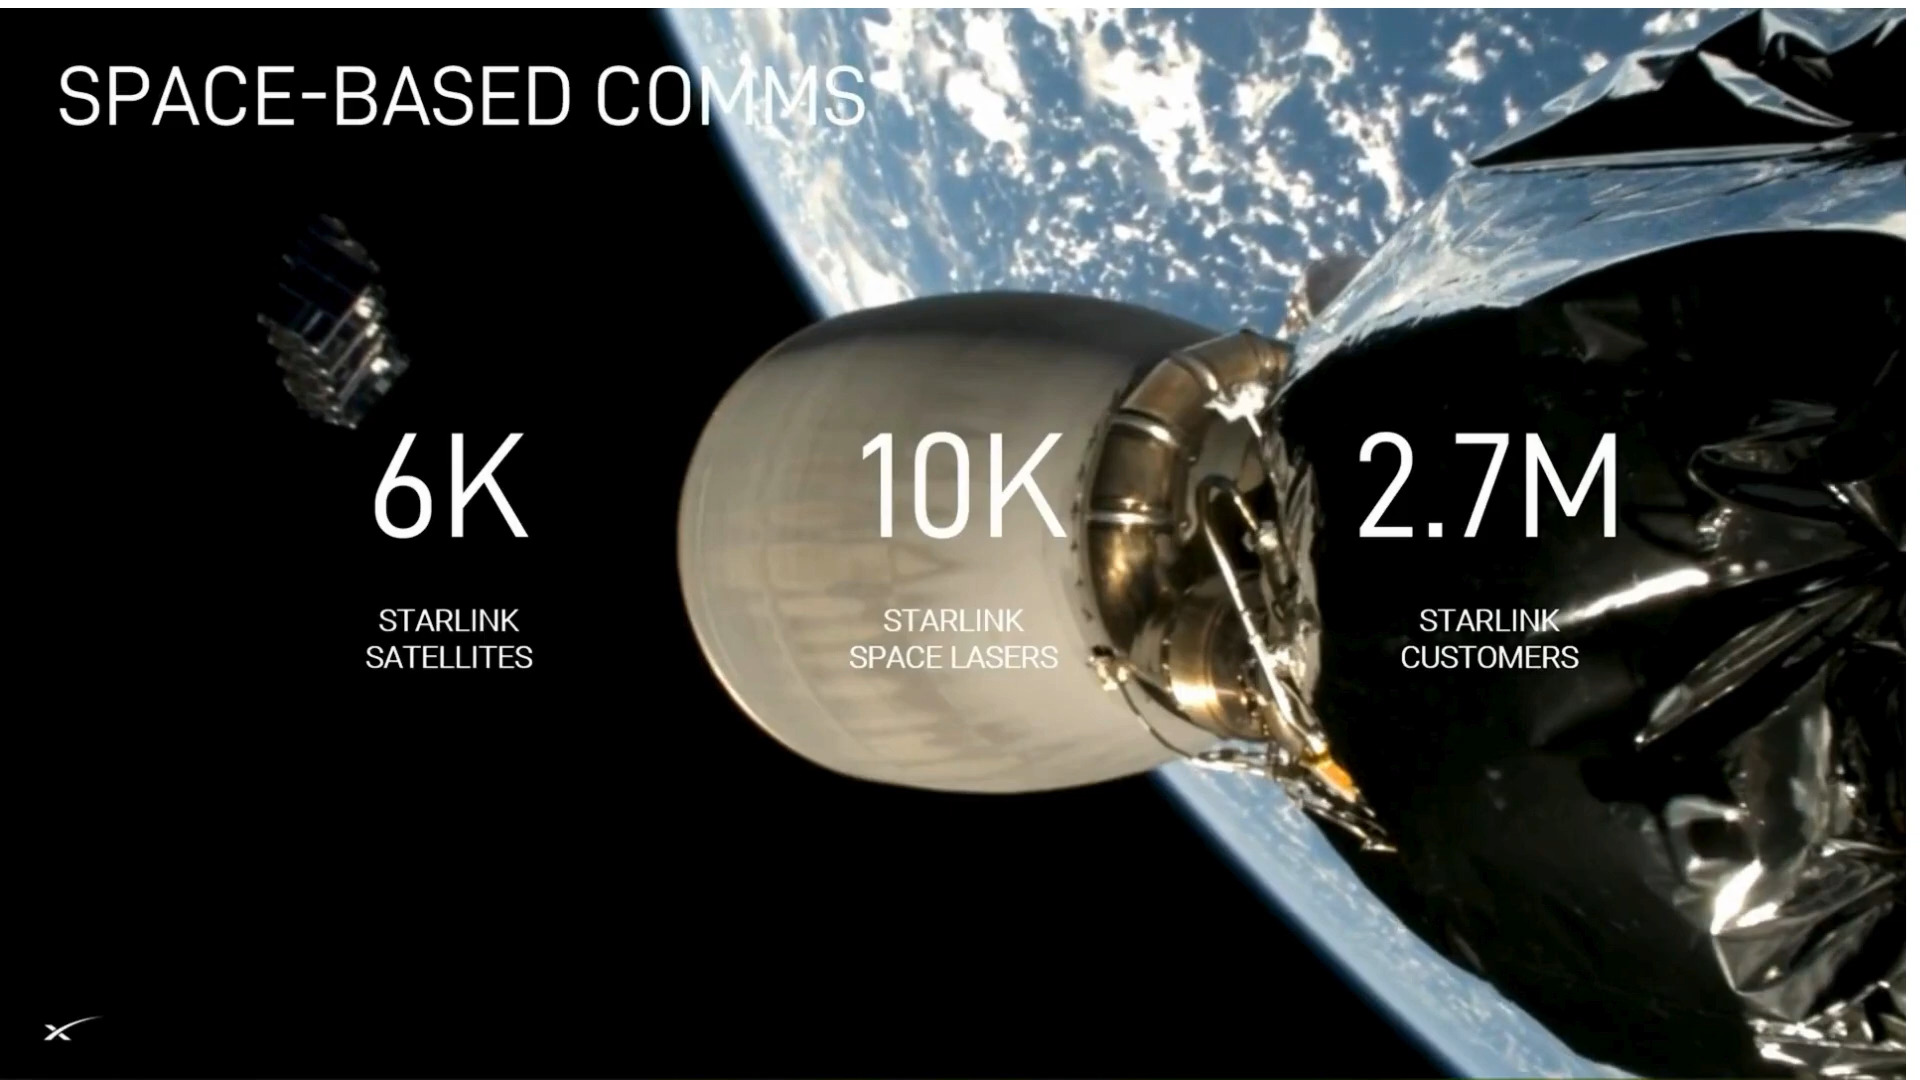 SPACE-BASED COMMS
6K
STARLINK
SATELLITES
10K
STARLINK
SPACE LASERS
2.7M
STARLINK
CUSTOMERS